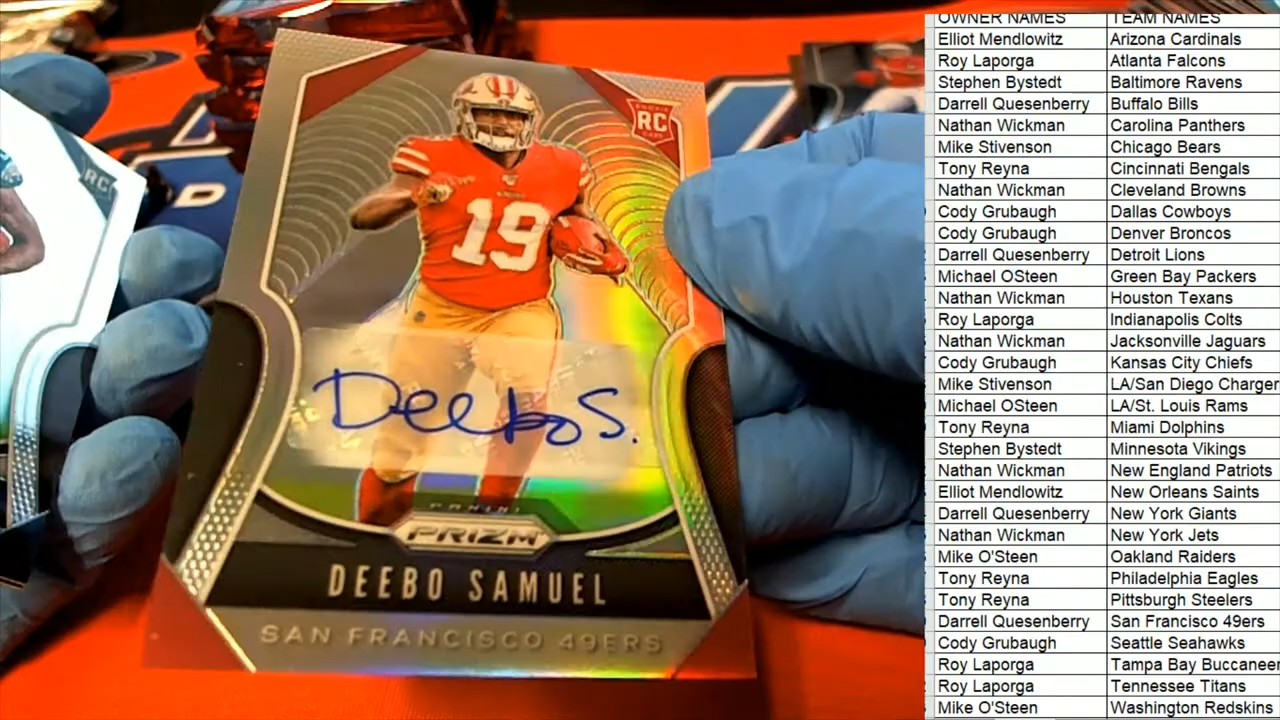 ROOKIE
RC
CARD
19
Deebo S.
PANINI
PRIZM
DEEBO SAMUEL
SAN FRANCISCO 49ERS
RC
D
OWNER NAMES TEAM NAMES
Elliot Mendlowitz Arizona Cardinals
Roy Laporga Atlanta Falcons
Stephen Bystedt Baltimore Ravens
Darrell Quesenberry Buffalo Bills
Nathan Wickman Carolina Panthers
Mike Stivenson Chicago Bears
Tony Reyna Cincinnati Bengals
Nathan Wickman Cleveland Browns
Cody Grubaugh Dallas Cowboys
Cody Grubaugh Denver Broncos
Darrell Quesenberry Detroit Lions
Michael OSteen Green Bay Packers
Nathan Wickman Houston Texans
Roy Laporga Indianapolis Colts
Nathan Wickman Jacksonville Jaguars
Cody Grubaugh Kansas City Chiefs
Mike Stivenson LA/San Diego Charger
Michael OSteen LA/St. Louis Rams
Tony Reyna Miami Dolphins
Stephen Bystedt Minnesota Vikings
Nathan Wickman New England Patriots
Elliot Mendlowitz New Orleans Saints
Darrell Quesenberry New York Giants
Nathan Wickman New York Jets
Mike O'Steen Oakland Raiders
Tony Reyna Philadelphia Eagles
Tony Reyna Pittsburgh Steelers
Darrell Quesenberry San Francisco 49ers
Cody Grubaugh Seattle Seahawks
Roy Laporga Tampa Bay Buccaneer
Roy Laporga Tennessee Titans
Mike O'Steen Washington Redskins